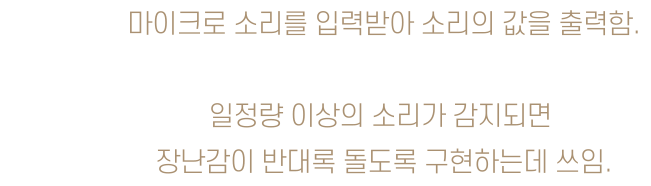 마이크로 소리를 입력받아 소리의 값을 출력함.
일정량 이상의 소리가 감지되면
장난감이 반대록 돌도록 구현하는데 쓰임.